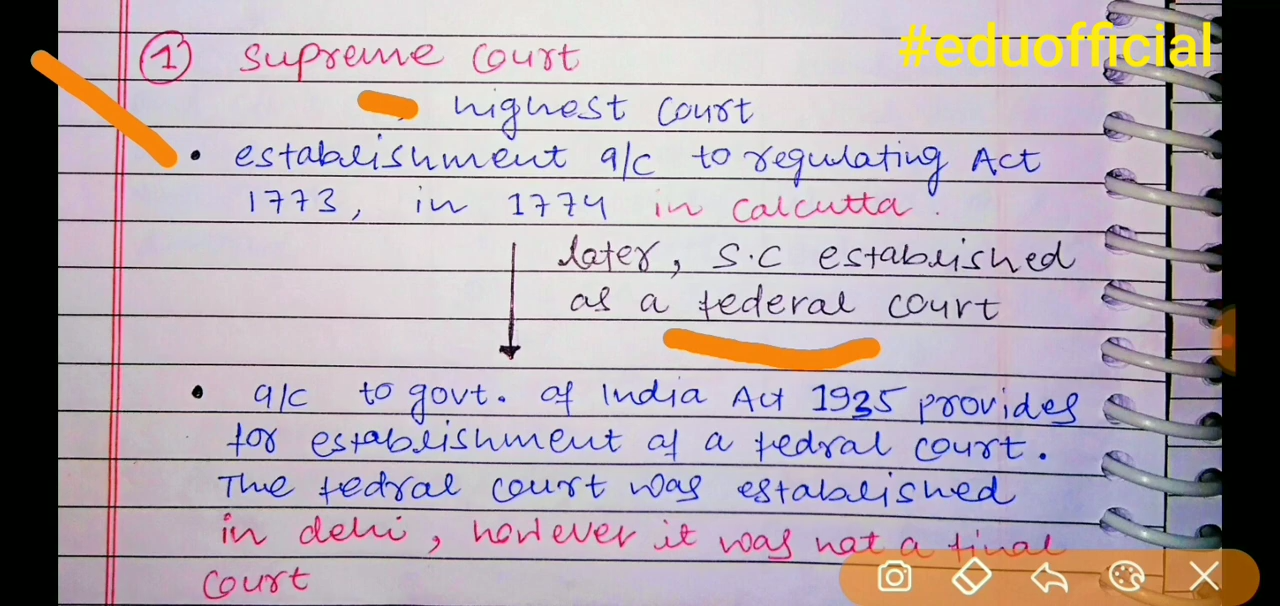 #eduofficial
① Supreme Court
highest court
• establishment a/c to regulating Act
1773, in 1774 in Calcutta.
later, S.C established
as a federal court
• a/c to govt. of India Act 1935 provides
for establishment of a fedral court.
The fedral court was established
in delhi, however it was not a final
court